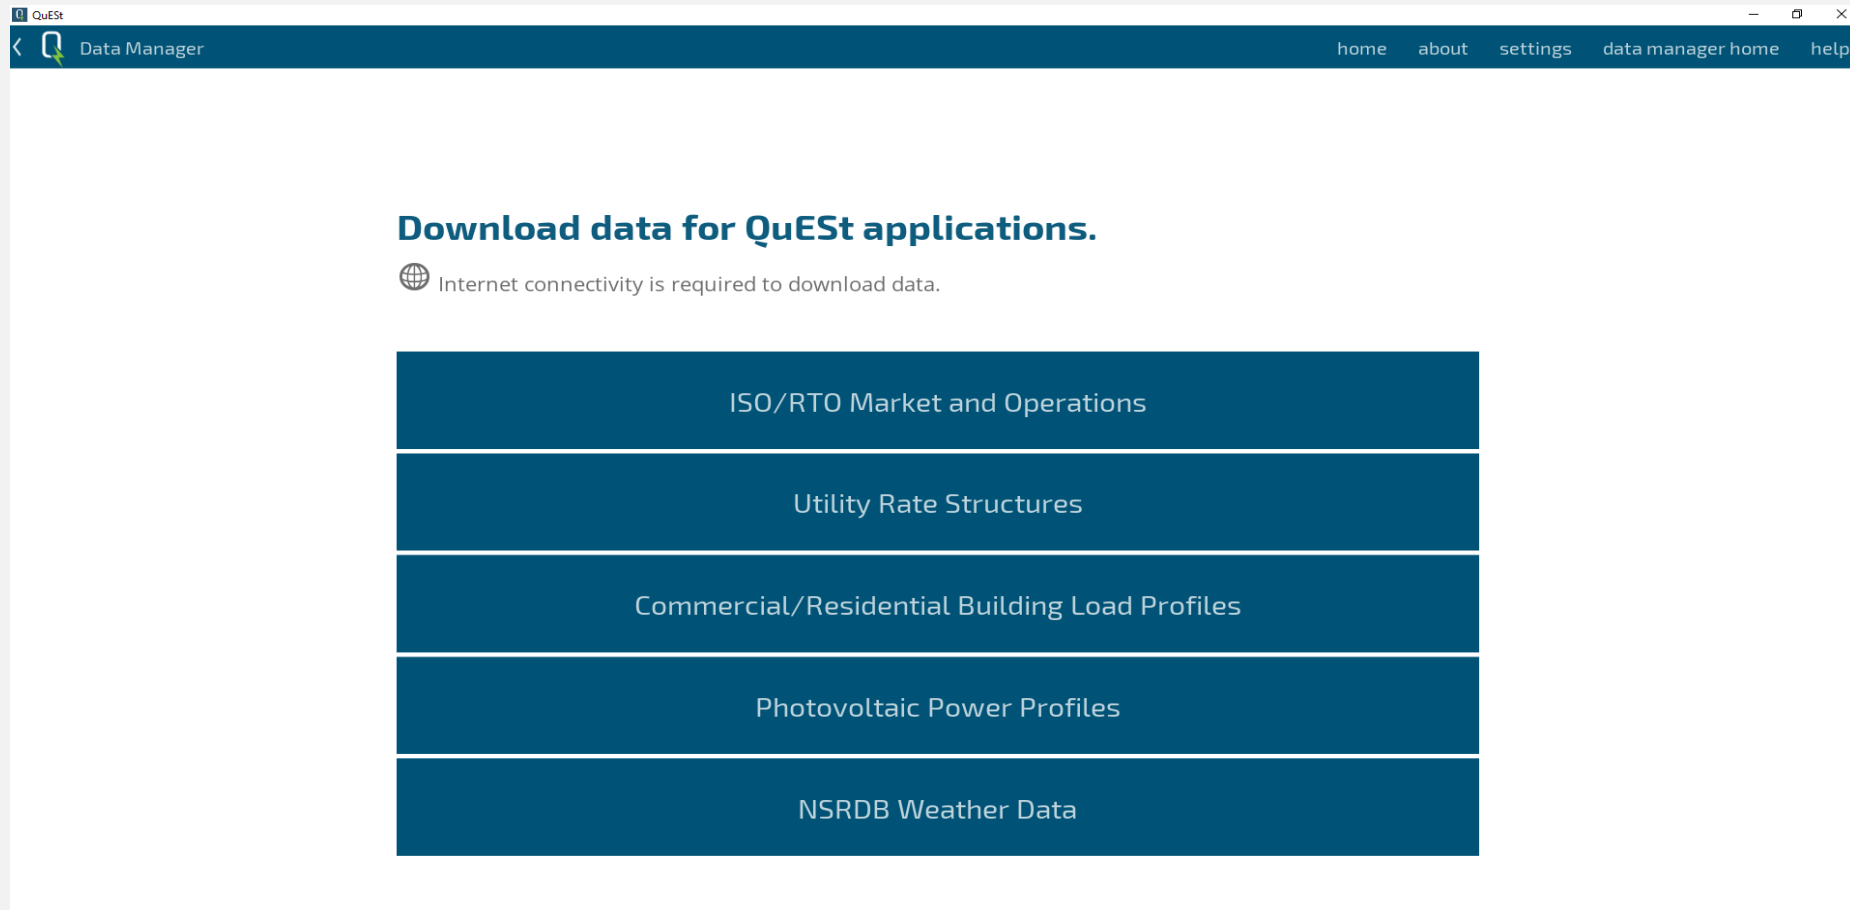 QuESt
Data Manager
home about settings data manager home help
Download data for QuESt applications.
Internet connectivity is required to download data.
ISO/RTO Market and Operations
Utility Rate Structures
Commercial/Residential Building Load Profiles
Photovoltaic Power Profiles
NSRDB Weather Data